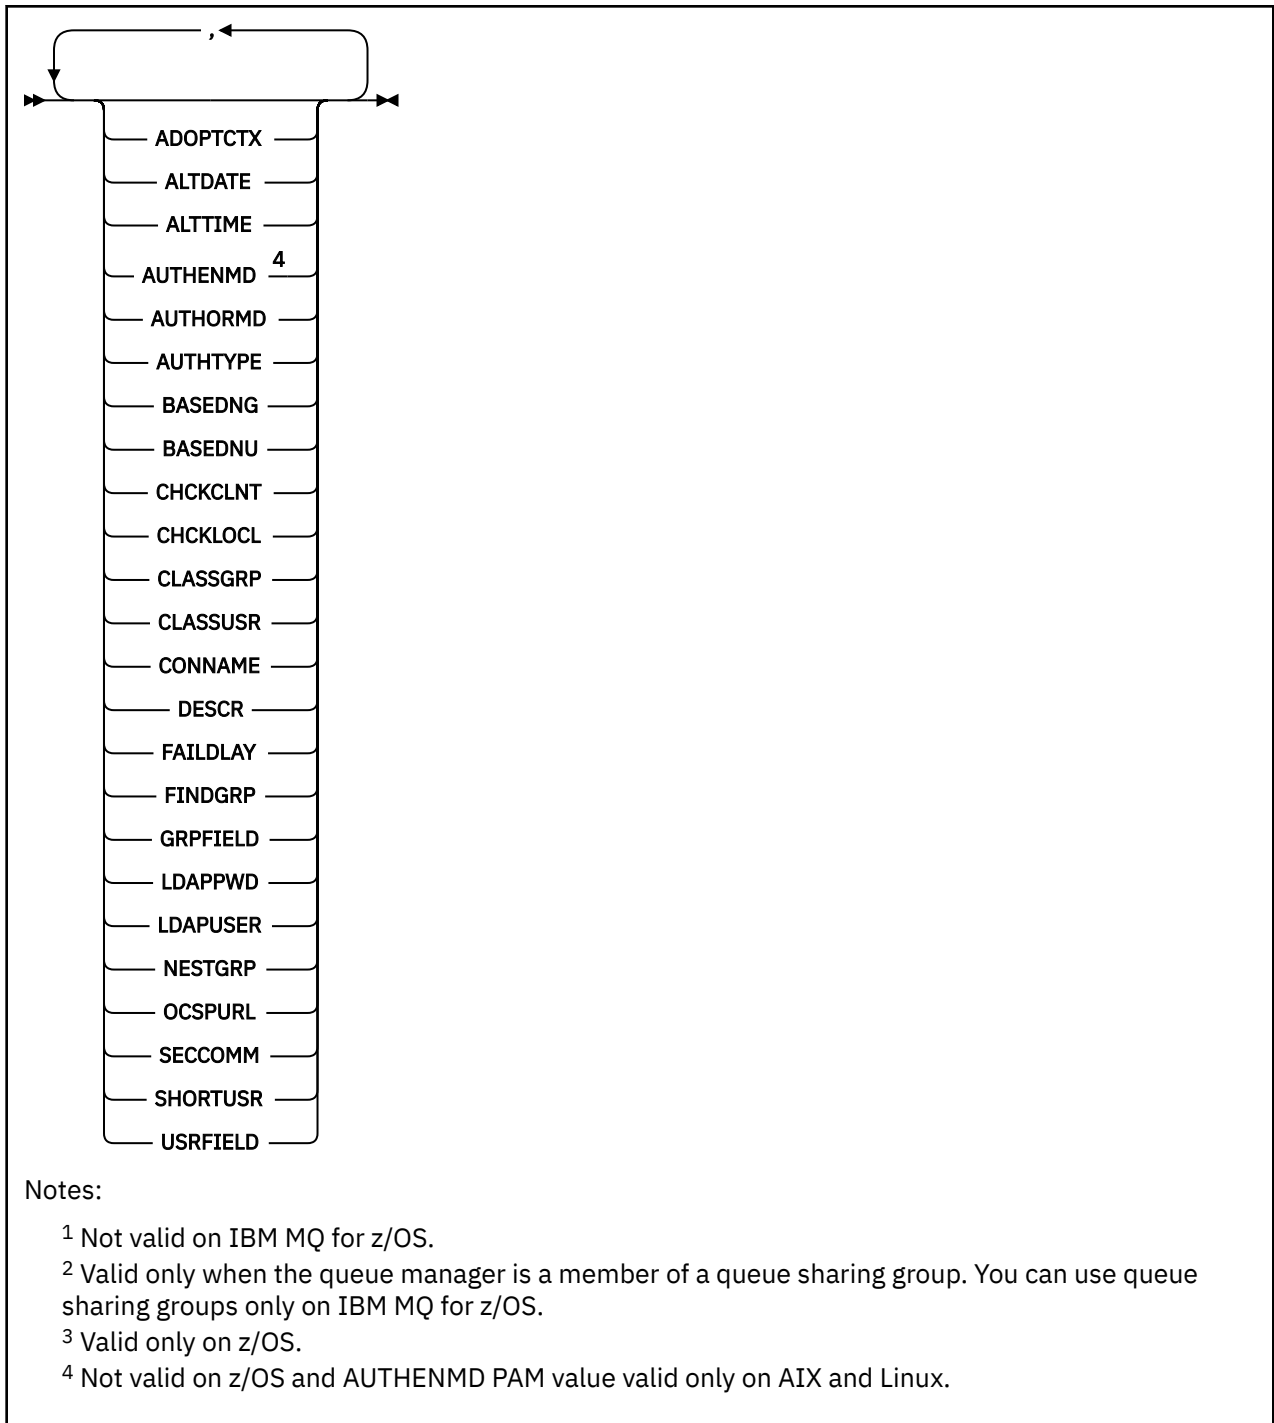 ,
ADOPTCTX
ALTDATE
ALTTIME
AUTHENMD 4
AUTHORMD
AUTHTYPE
BASEDNG
BASEDNU
CHCKCLNT
CHCKLOCL
CLASSGRP
CLASSUSR
CONNAME
DESCR
FAILDLAY
FINDGRP
GRPFIELD
LDAPPWD
LDAPUSER
NESTGRP
OCSPURL
SECCOMM
SHORTUSR
USRFIELD
Notes:
1 Not valid on IBM MQ for z/OS.
2 Valid only when the queue manager is a member of a queue sharing group. You can use queue
sharing groups only on IBM MQ for z/OS.
3 Valid only on z/OS.
4 Not valid on z/OS and AUTHENMD PAM value valid only on AIX and Linux.